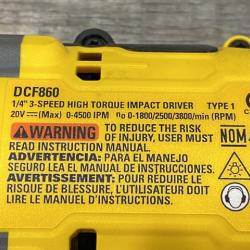 DCF860
1/4" 3-SPEED HIGH TORQUE IMPACT DRIVER TYPE 1
20V ⎓ (Max) 0-4500 IPM n₀ 0-1800/2500/3800/min (RPM)
WARNING TO REDUCE THE RISK
OF INJURY, USER MUST
READ INSTRUCTION MANUAL.
ADVERTENCIA: PARA EL MANEJO
SEGURO LEA EL MANUAL DE INSTRUCCIONES.
AVERTISSEMENT: POUR RÉDUIRE LE
RISQUE DE BLESSURE, L'UTILISATEUR DOIT
LIRE LE MANUEL D'INSTRUCTIONS.
NOM